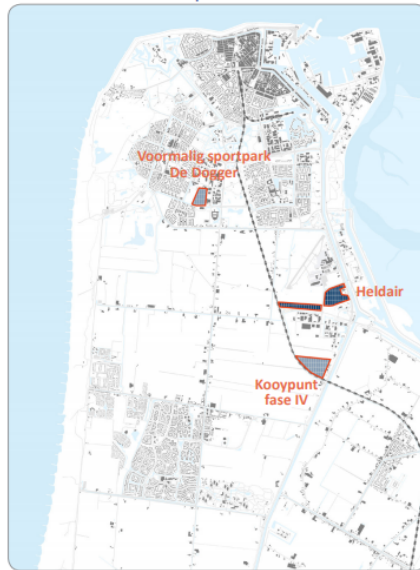 Voormalig sportpark
De Dogger
Heldair
Kooypunt
fase IV